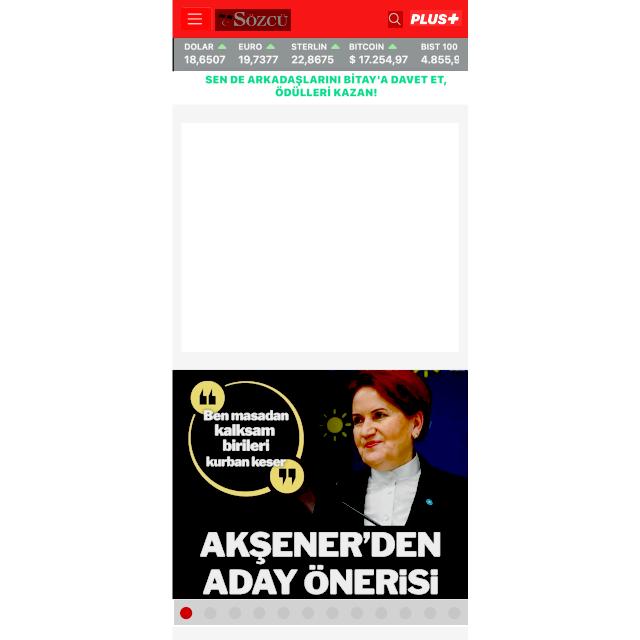 SÖZCÜ
PLUS+
DOLAR EURO STERLIN BITCOIN BIST 100
18,6507 19,7377 22,8675 $ 17.254,97 4.855,9
SEN DE ARKADAŞLARINI BİTAY'A DAVET ET,
ÖDÜLLERİ KAZAN!
Ben masadan
kalksam
birileri
kurban keser
AKŞENER'DEN
ADAY ÖNERİSİ